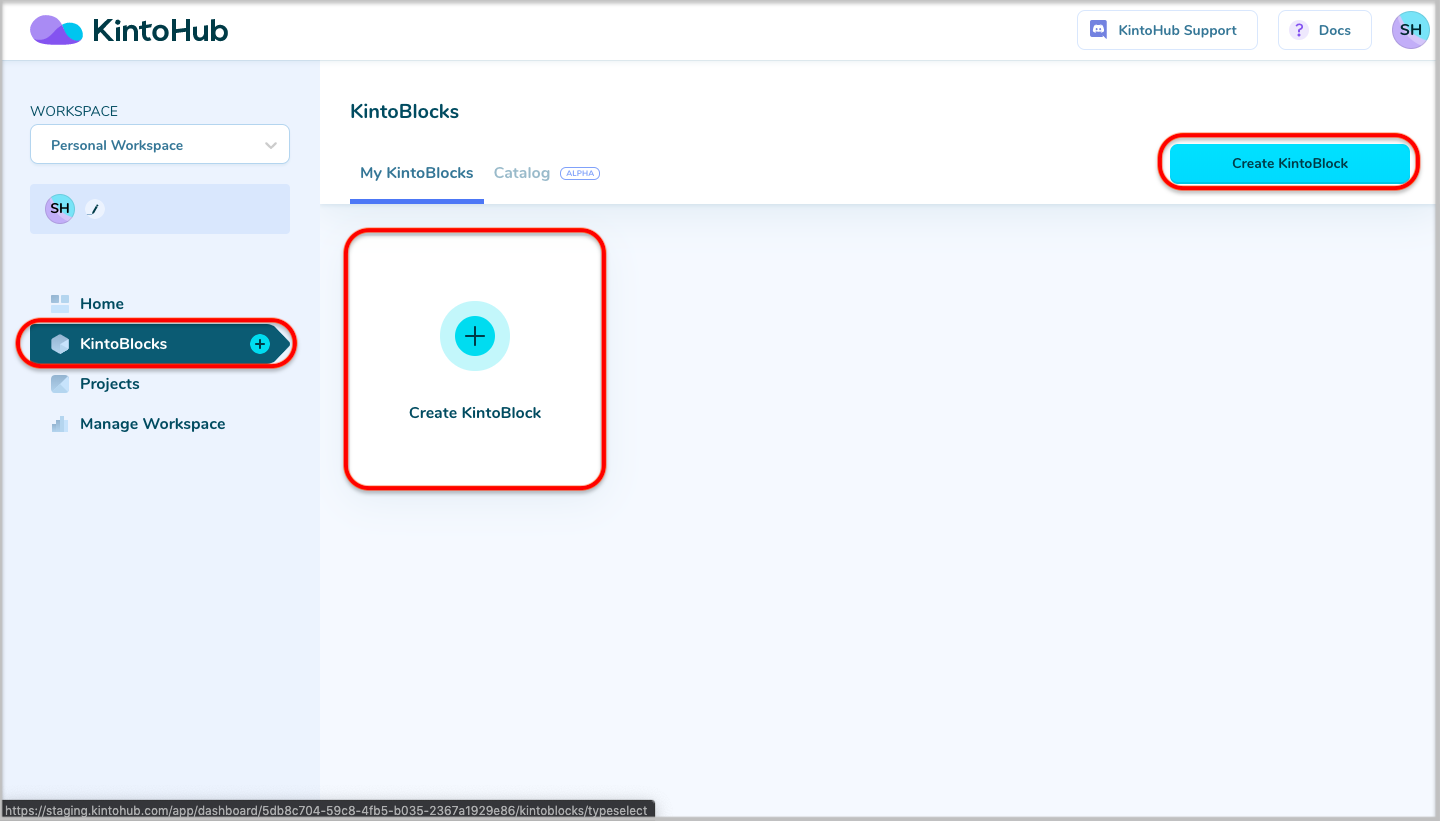 KintoHub
KintoHub Support
? Docs
SH
WORKSPACE
Personal Workspace
SH
Home
KintoBlocks
Projects
Manage Workspace
KintoBlocks
My KintoBlocks
Catalog ALPHA
Create KintoBlock
Create KintoBlock
https://staging.kintohub.com/app/dashboard/5db8c704-59c8-4fb5-b035-2367a1929e86/kintoblocks/typeselect